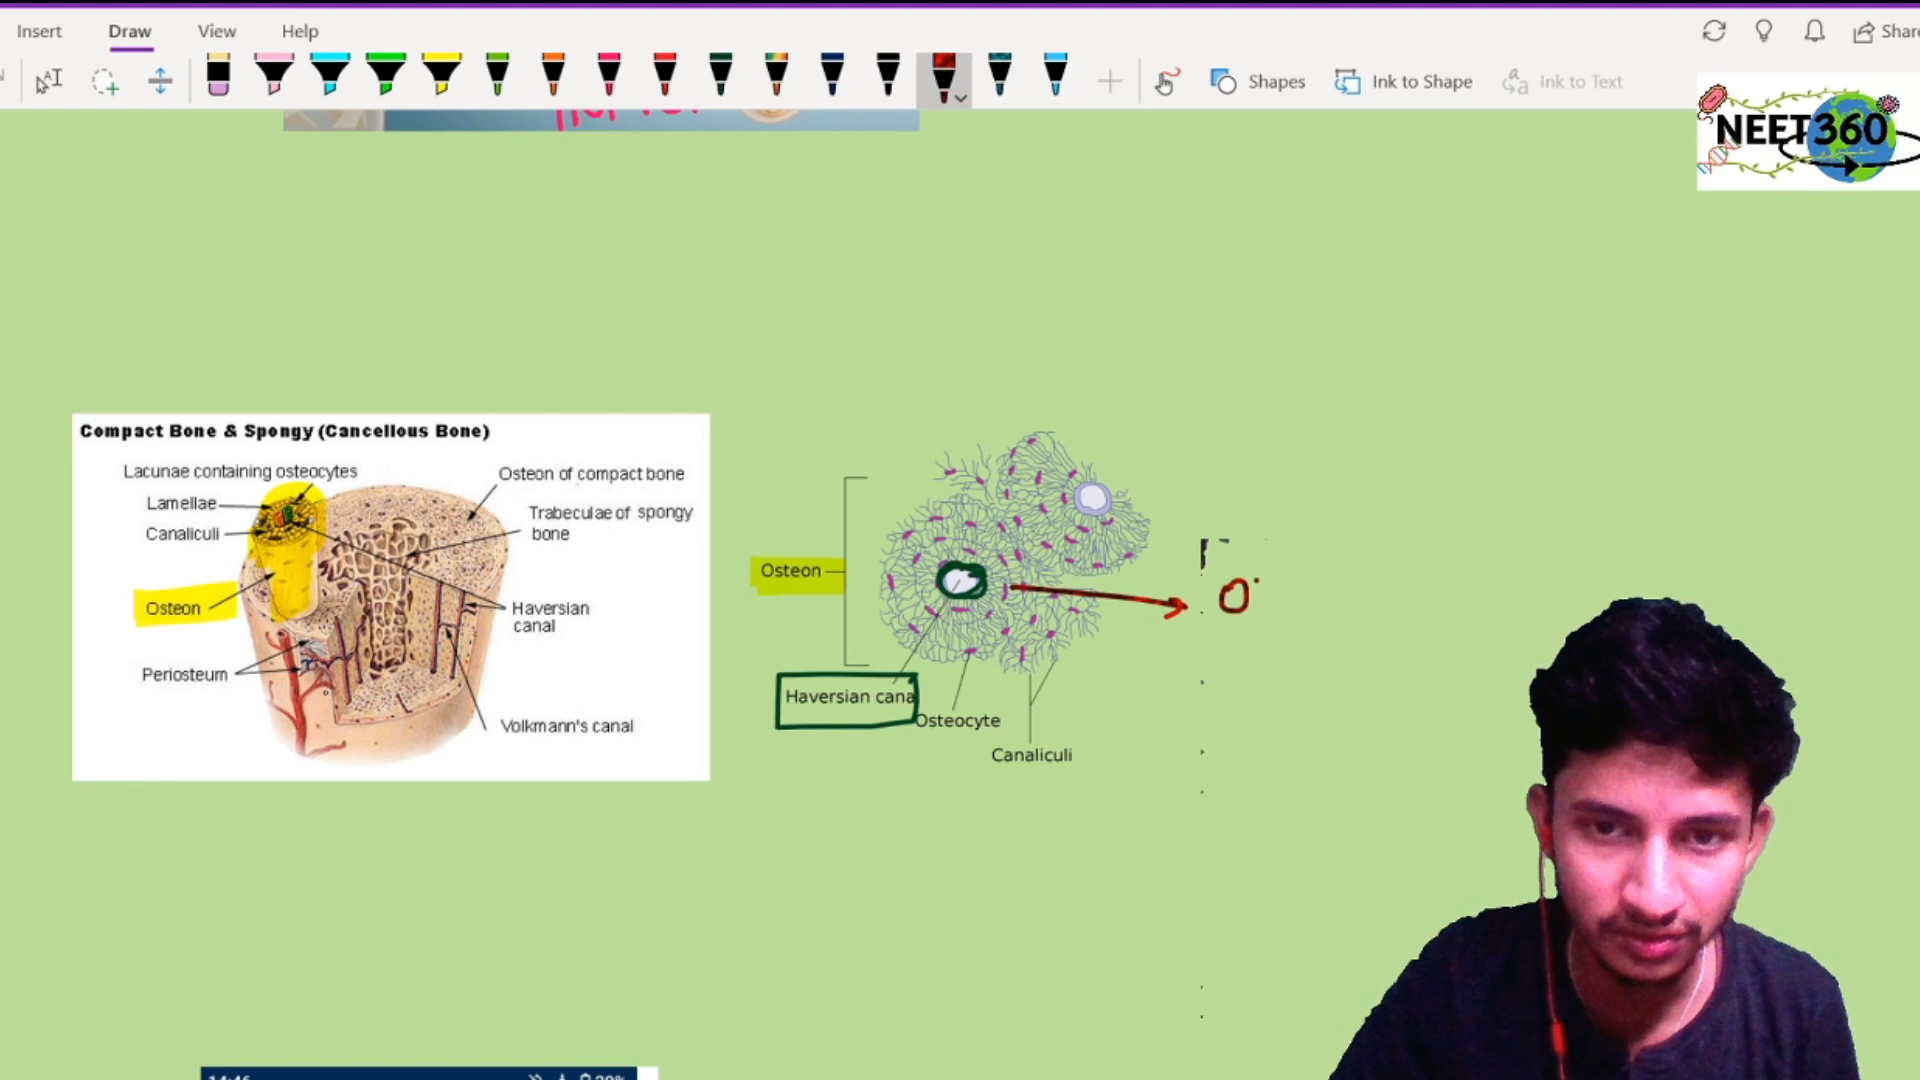 Insert Draw View Help
Share
Shapes Ink to Shape Ink to Text
NEET360
Compact Bone & Spongy (Cancellous Bone)
Lacunae containing osteocytes
Lamellae
Canaliculi
Osteon
Periosteum
Osteon of compact bone
Trabeculae of spongy
bone
Haversian
canal
Volkmann's canal
Osteon
Haversian cana
Osteocyte
Canaliculi
O